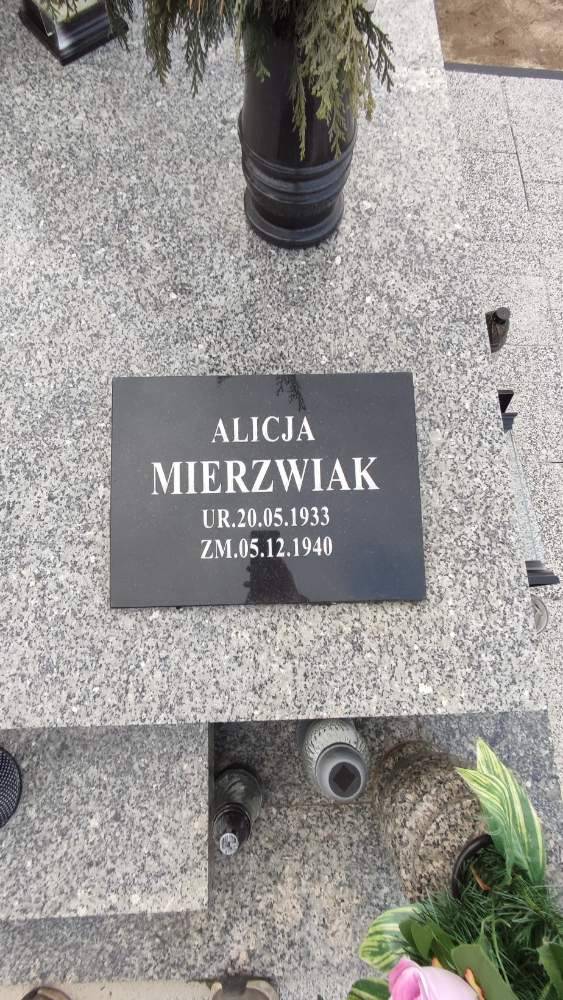 ALICJA
MIERZWIAK
UR.20.05.1933
ZM.05.12.1940